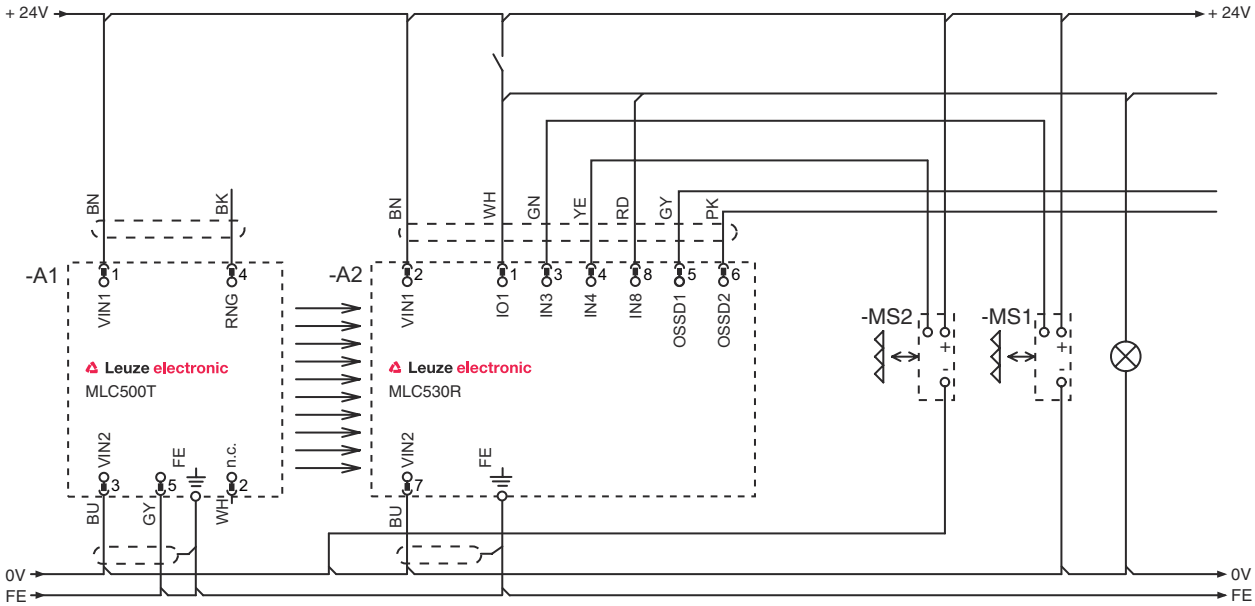 + 24V
+ 24V
BN
BK
BN
WH
GN
YE
RD
GY
PK
-A1
1
4
-A2
2
1
3
4
8
5
6
VIN1
RNG
VIN1
IO1
IN3
IN4
IN8
OSSD1
OSSD2
-MS2
-MS1
+
+
-
-
Leuze electronic
MLC500T
Leuze electronic
MLC530R
VIN2
FE
n.c.
VIN2
FE
3
5
2
7
BU
GY
WH
BU
0V
0V
FE
FE